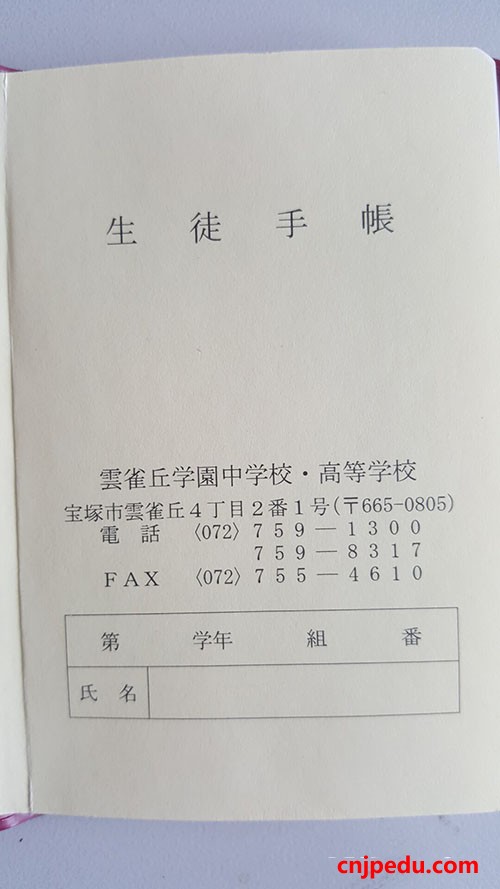 生徒手帳
雲雀丘学園中学校・高等学校
宝塚市雲雀丘4丁目2番1号(〒665-0805)
電話 〈072〉759―1300
759―8317
FAX 〈072〉755―4610
第 学年 組 番
氏名
cnjpedu.com